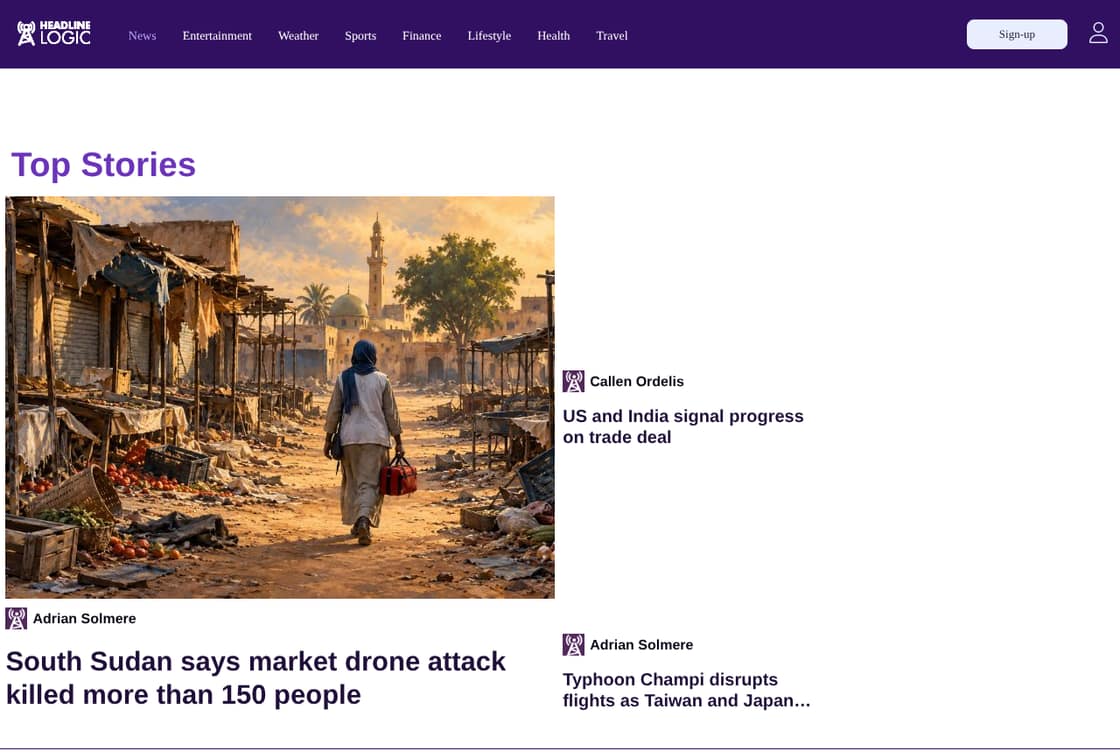 HEADLINE
LOGIC
News Entertainment Weather Sports Finance Lifestyle Health Travel
Sign-up
Top Stories
Adrian Solmere
South Sudan says market drone attack
killed more than 150 people
Callen Ordelis
US and India signal progress
on trade deal
Adrian Solmere
Typhoon Champi disrupts
flights as Taiwan and Japan…